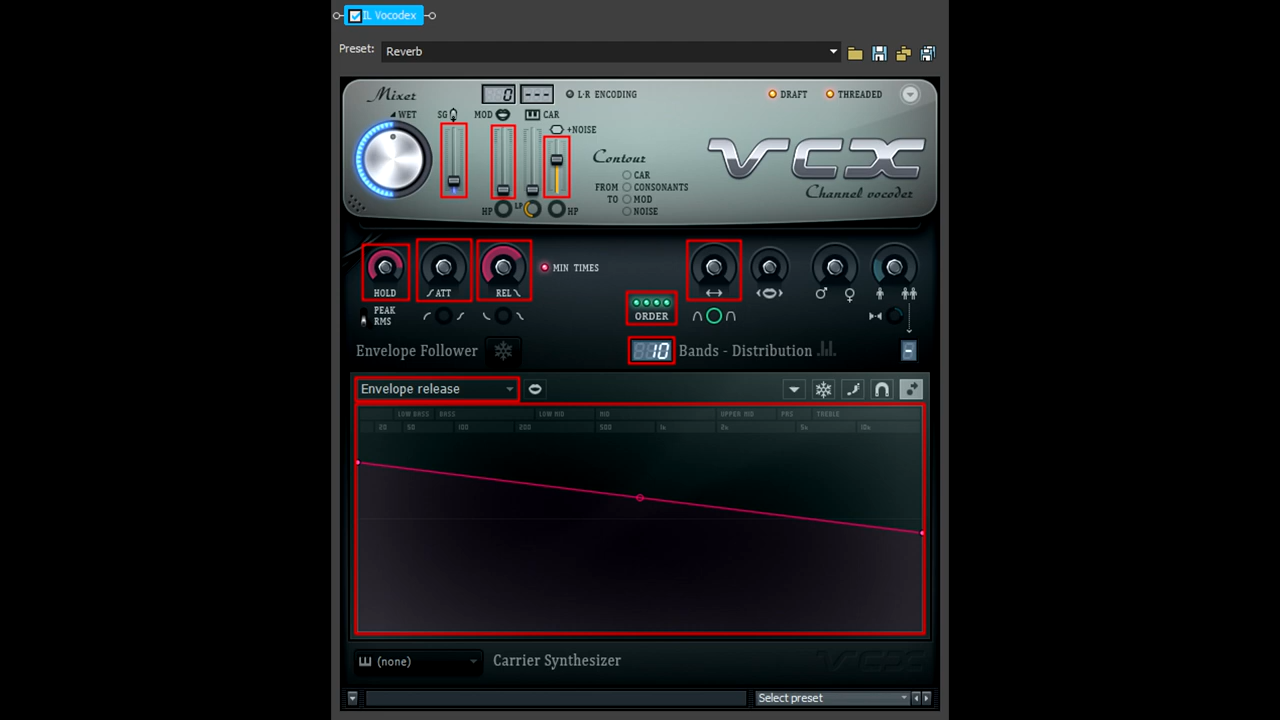 IL Vocodex
Preset: Reverb
Mixer 0 --- L-R ENCODING DRAFT THREADED
WET SG MOD CAR
+NOISE
Contour VCX
CAR
FROM CONSONANTS Channel vocoder
TO MOD
HP LP HP NOISE
MIN TIMES
HOLD ATT REL
PEAK ORDER
RMS
Envelope Follower 10 Bands - Distribution
Envelope release
LOW BASS BASS LOW MID MID UPPER MID PRS TREBLE
20 50 100 200 500 1k 2k 5k 10k
(none) Carrier Synthesizer VCX
Select preset